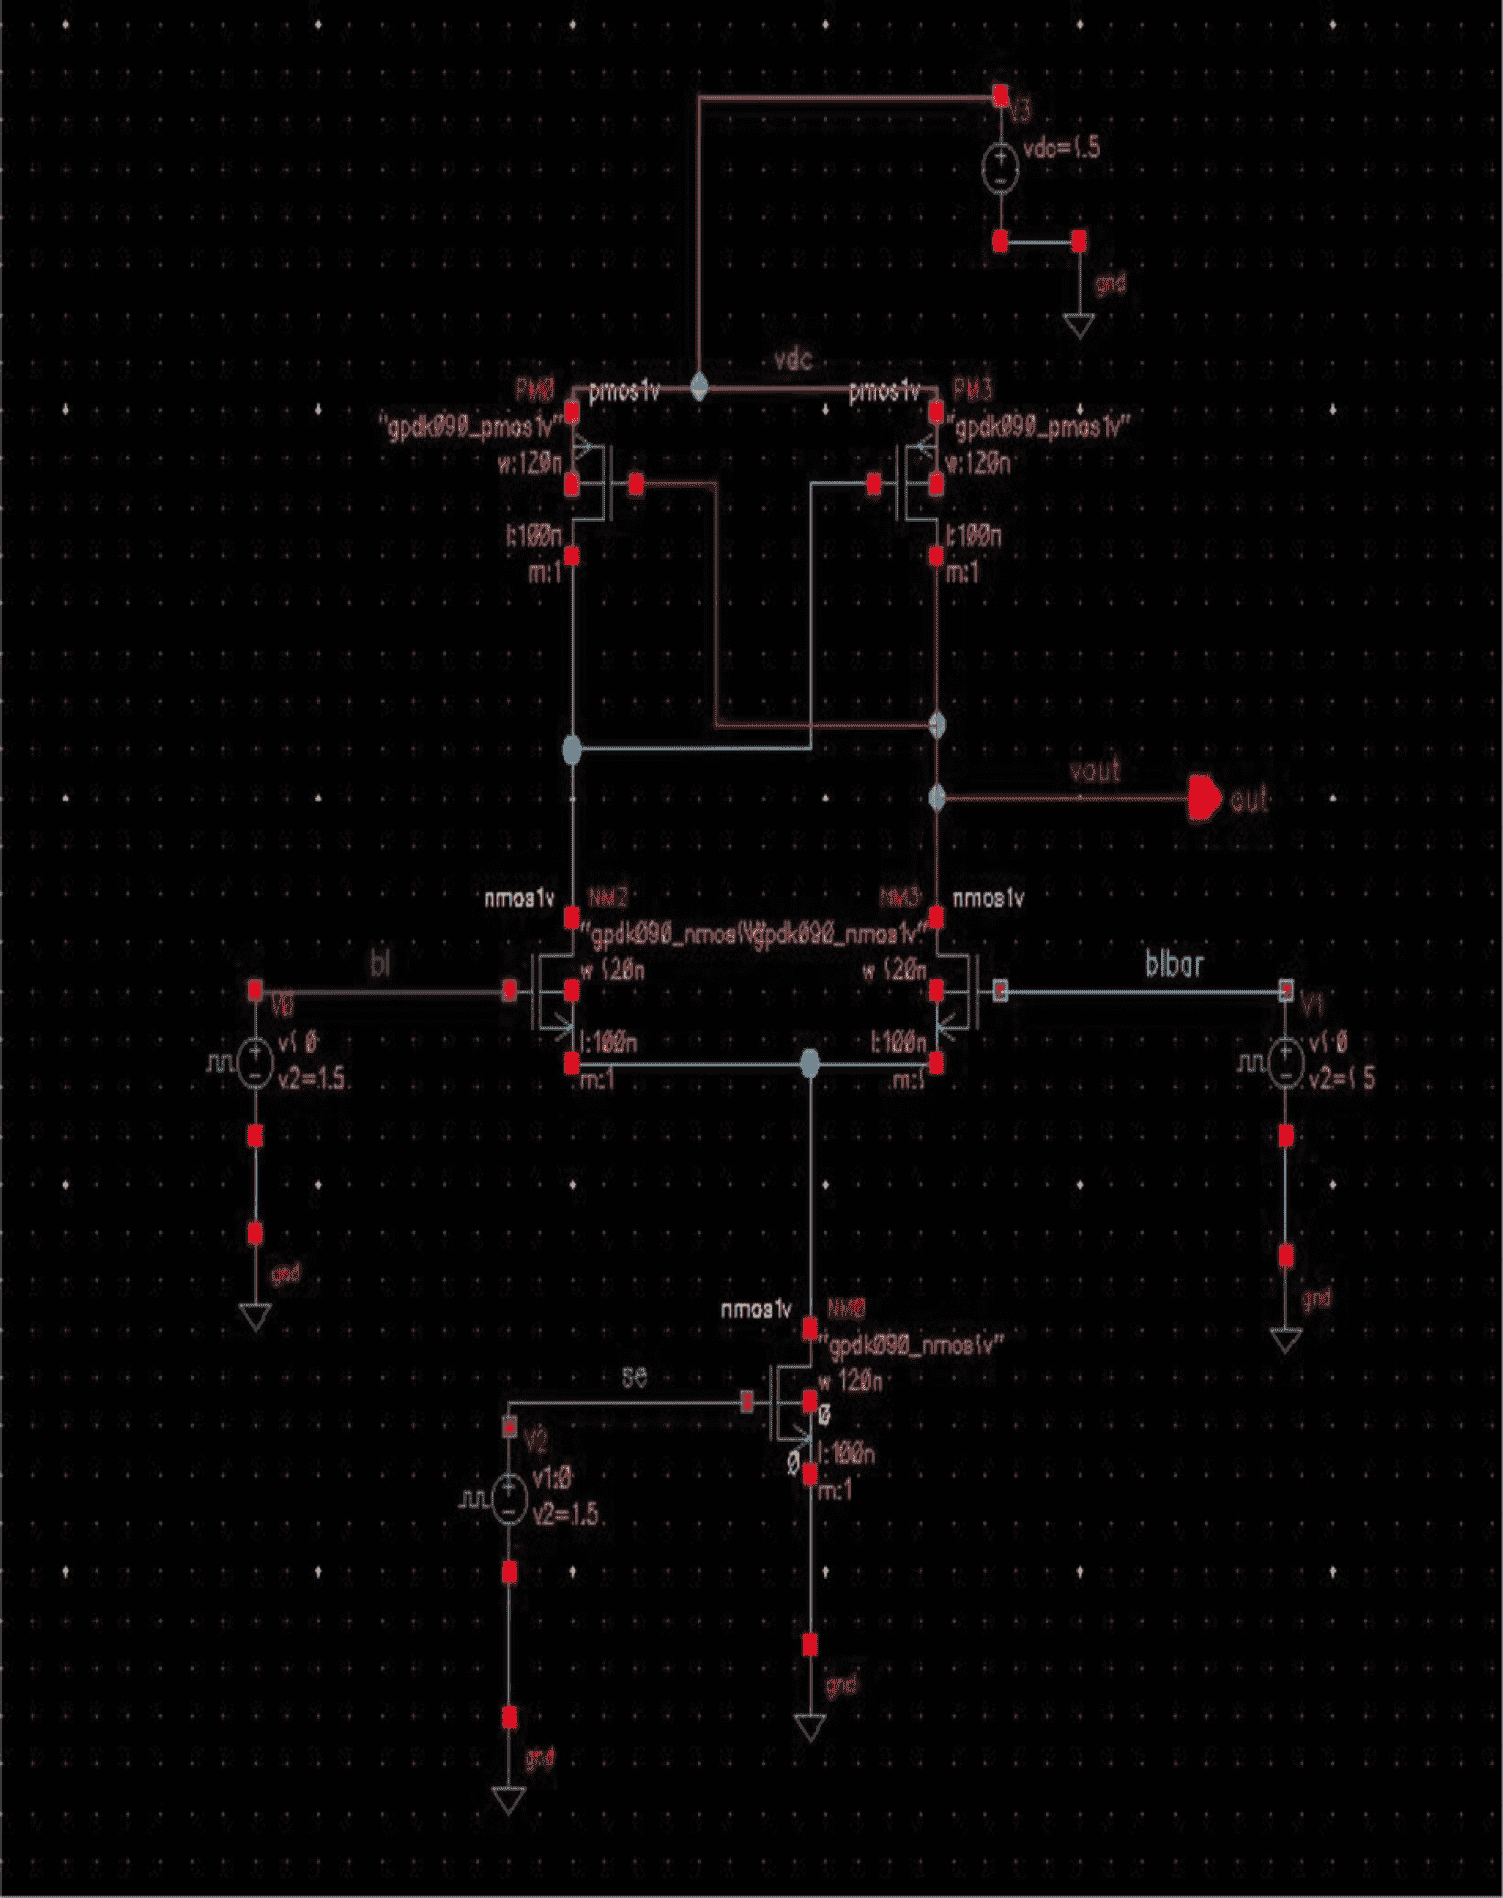 V3
vdc=1.5
gnd
vdc
PM0
pmos1v
pmos1v
PM3
"gpdk090_pmos1v"
"gpdk090_pmos1v"
w:120n
w:120n
l:100n
l:100n
m:1
m:1
vout
out
nmos1v
NM2
NM3
nmos1v
"gpdk090_nmos1v"
"gpdk090_nmos1v"
bl
w:120n
w:120n
blbar
V0
V1
v1:0
l:100n
l:100n
v1:0
v2=1.5
m:1
m:1
v2=1.5
gnd
gnd
nmos1v
NM0
"gpdk090_nmos1v"
se
w:120n
0
V2
l:100n
0
v1:0
m:1
v2=1.5
gnd
gnd